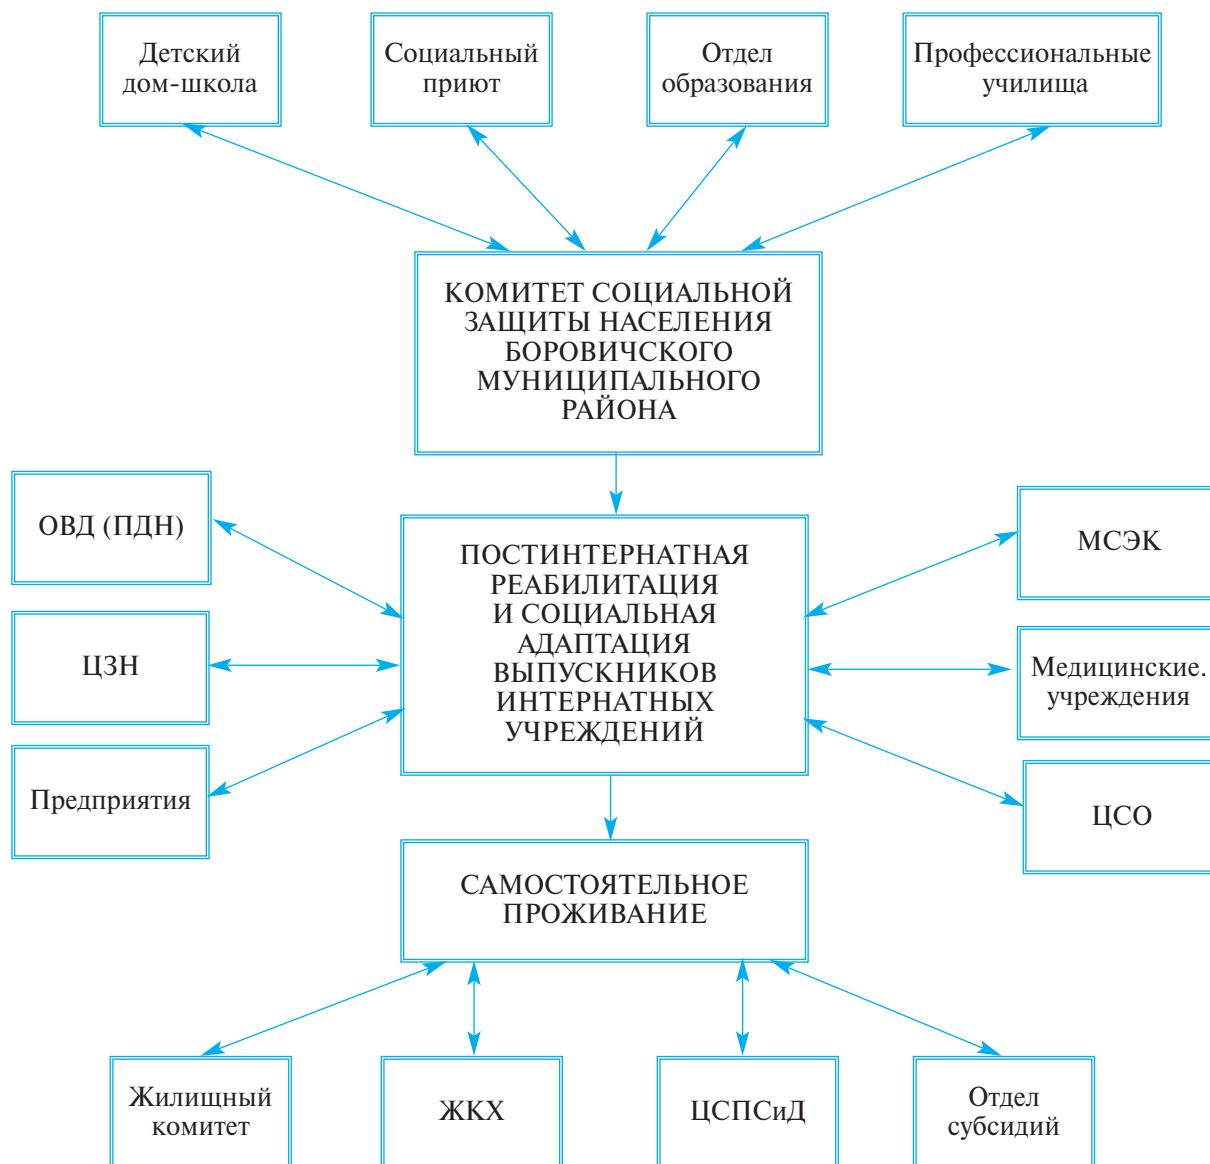 Детский
дом-школа
Социальный
приют
Отдел
образования
Профессиональные
училища
КОМИТЕТ СОЦИАЛЬНОЙ
ЗАЩИТЫ НАСЕЛЕНИЯ
БОРОВИЧСКОГО
МУНИЦИПАЛЬНОГО
РАЙОНА
ОВД (ПДН)
ЦЗН
Предприятия
ПОСТИНТЕРНАТНАЯ
РЕАБИЛИТАЦИЯ
И СОЦИАЛЬНАЯ
АДАПТАЦИЯ
ВЫПУСКНИКОВ
ИНТЕРНАТНЫХ
УЧРЕЖДЕНИЙ
МСЭК
Медицинские.
учреждения
ЦСО
САМОСТОЯТЕЛЬНОЕ
ПРОЖИВАНИЕ
Жилищный
комитет
ЖКХ
ЦСПСиД
Отдел
субсидий